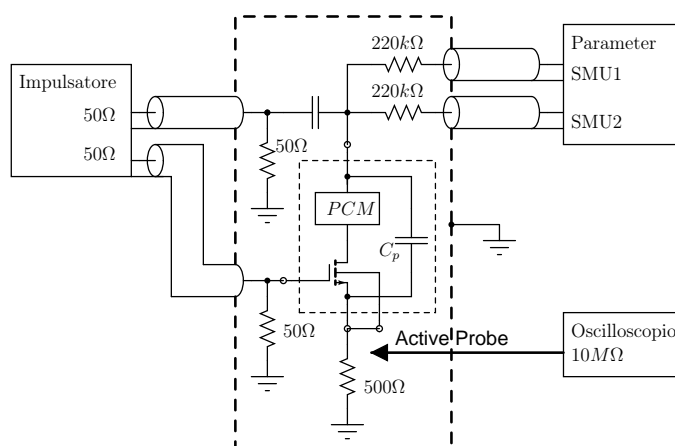 Impulsatore
50Ω
50Ω
220kΩ
220kΩ
Parameter
SMU1
SMU2
50Ω
PCM
C_p
50Ω
500Ω
Active Probe
Oscilloscopio
10MΩ